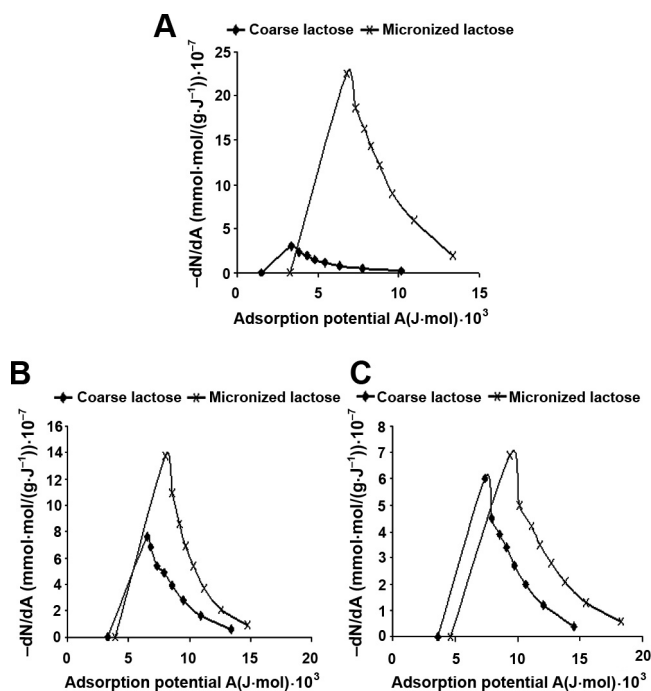 A
Coarse lactose Micronized lactose
–dN/dA (mmol·mol/(g·J⁻¹))·10⁻⁷
25
20
15
10
5
0
0 5 10 15
Adsorption potential A(J·mol)·10³
B
Coarse lactose Micronized lactose
–dN/dA (mmol·mol/(g·J⁻¹))·10⁻⁷
16
14
12
10
8
6
4
2
0
0 5 10 15 20
Adsorption potential A(J·mol)·10³
C
Coarse lactose Micronized lactose
–dN/dA (mmol·mol/(g·J⁻¹))·10⁻⁷
8
7
6
5
4
3
2
1
0
0 5 10 15 20
Adsorption potential A(J·mol)·10³